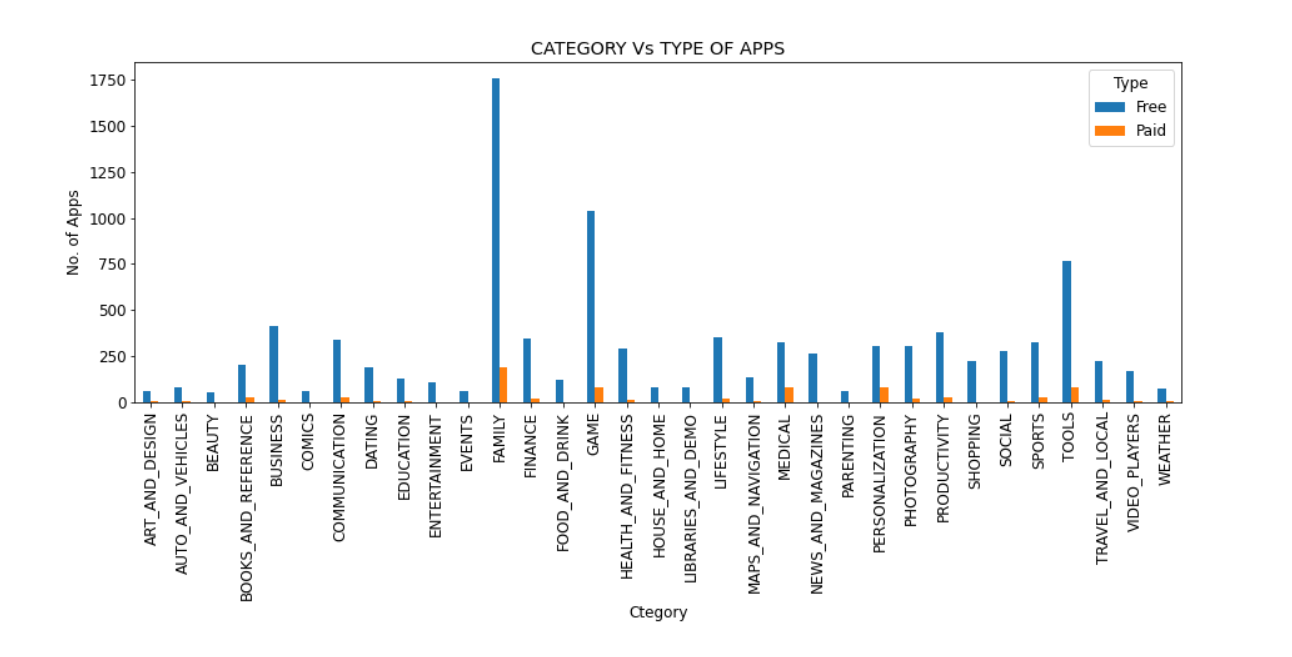 CATEGORY Vs TYPE OF APPS
Type
Free
Paid
No. of Apps
1750
1500
1250
1000
750
500
250
0
ART_AND_DESIGN
AUTO_AND_VEHICLES
BEAUTY
BOOKS_AND_REFERENCE
BUSINESS
COMICS
COMMUNICATION
DATING
EDUCATION
ENTERTAINMENT
EVENTS
FAMILY
FINANCE
FOOD_AND_DRINK
GAME
HEALTH_AND_FITNESS
HOUSE_AND_HOME
LIBRARIES_AND_DEMO
LIFESTYLE
MAPS_AND_NAVIGATION
MEDICAL
NEWS_AND_MAGAZINES
PARENTING
PERSONALIZATION
PHOTOGRAPHY
PRODUCTIVITY
SHOPPING
SOCIAL
SPORTS
TOOLS
TRAVEL_AND_LOCAL
VIDEO_PLAYERS
WEATHER
Ctegory